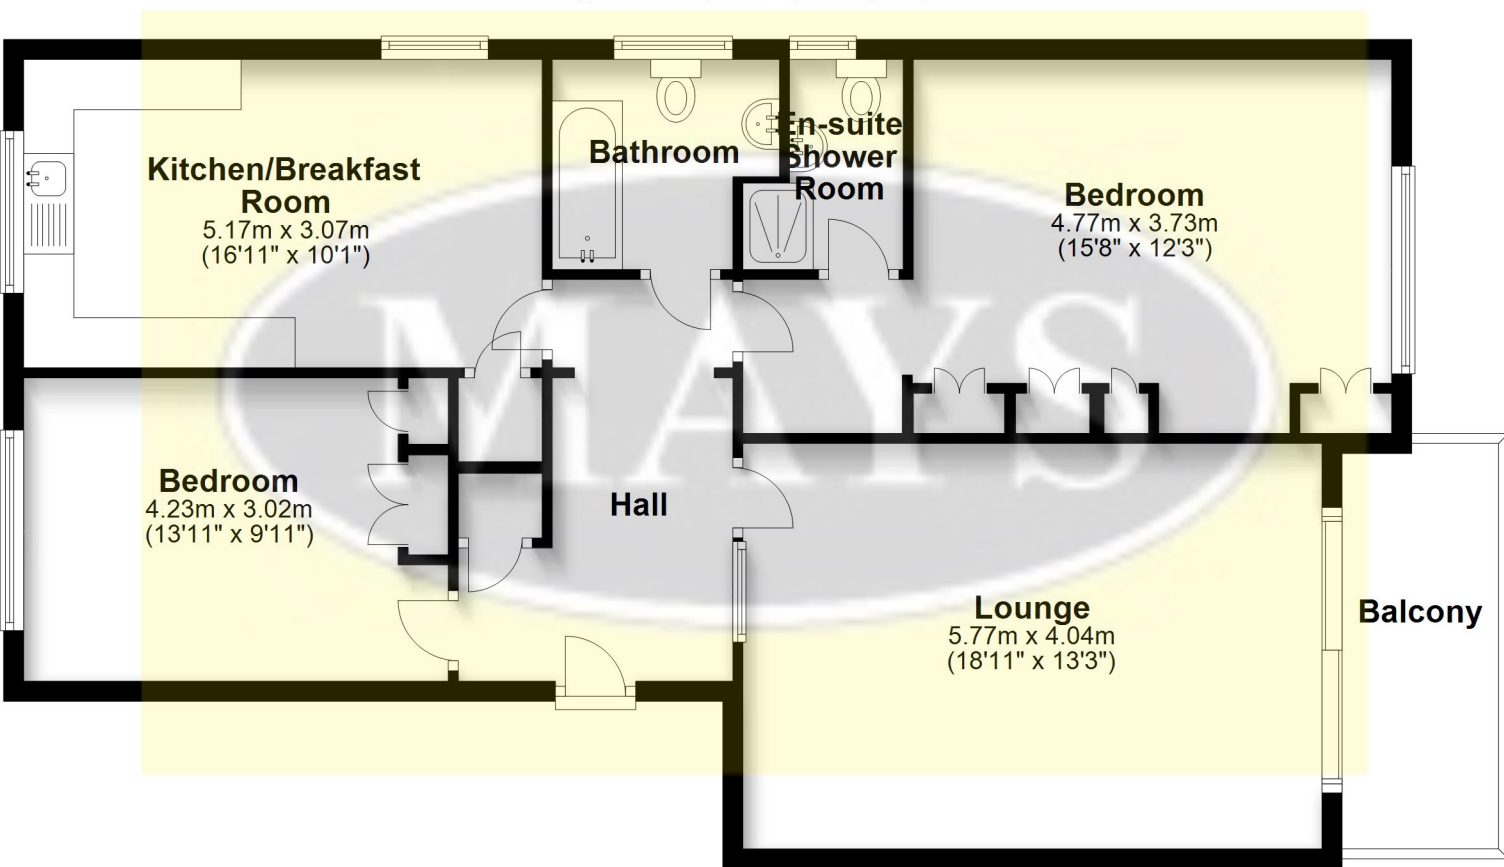 Kitchen/Breakfast
Room
5.17m x 3.07m
(16'11" x 10'1")
Bathroom
En-suite
Shower
Room
Bedroom
4.77m x 3.73m
(15'8" x 12'3")
MAYS
Bedroom
4.23m x 3.02m
(13'11" x 9'11")
Hall
Lounge
5.77m x 4.04m
(18'11" x 13'3")
Balcony